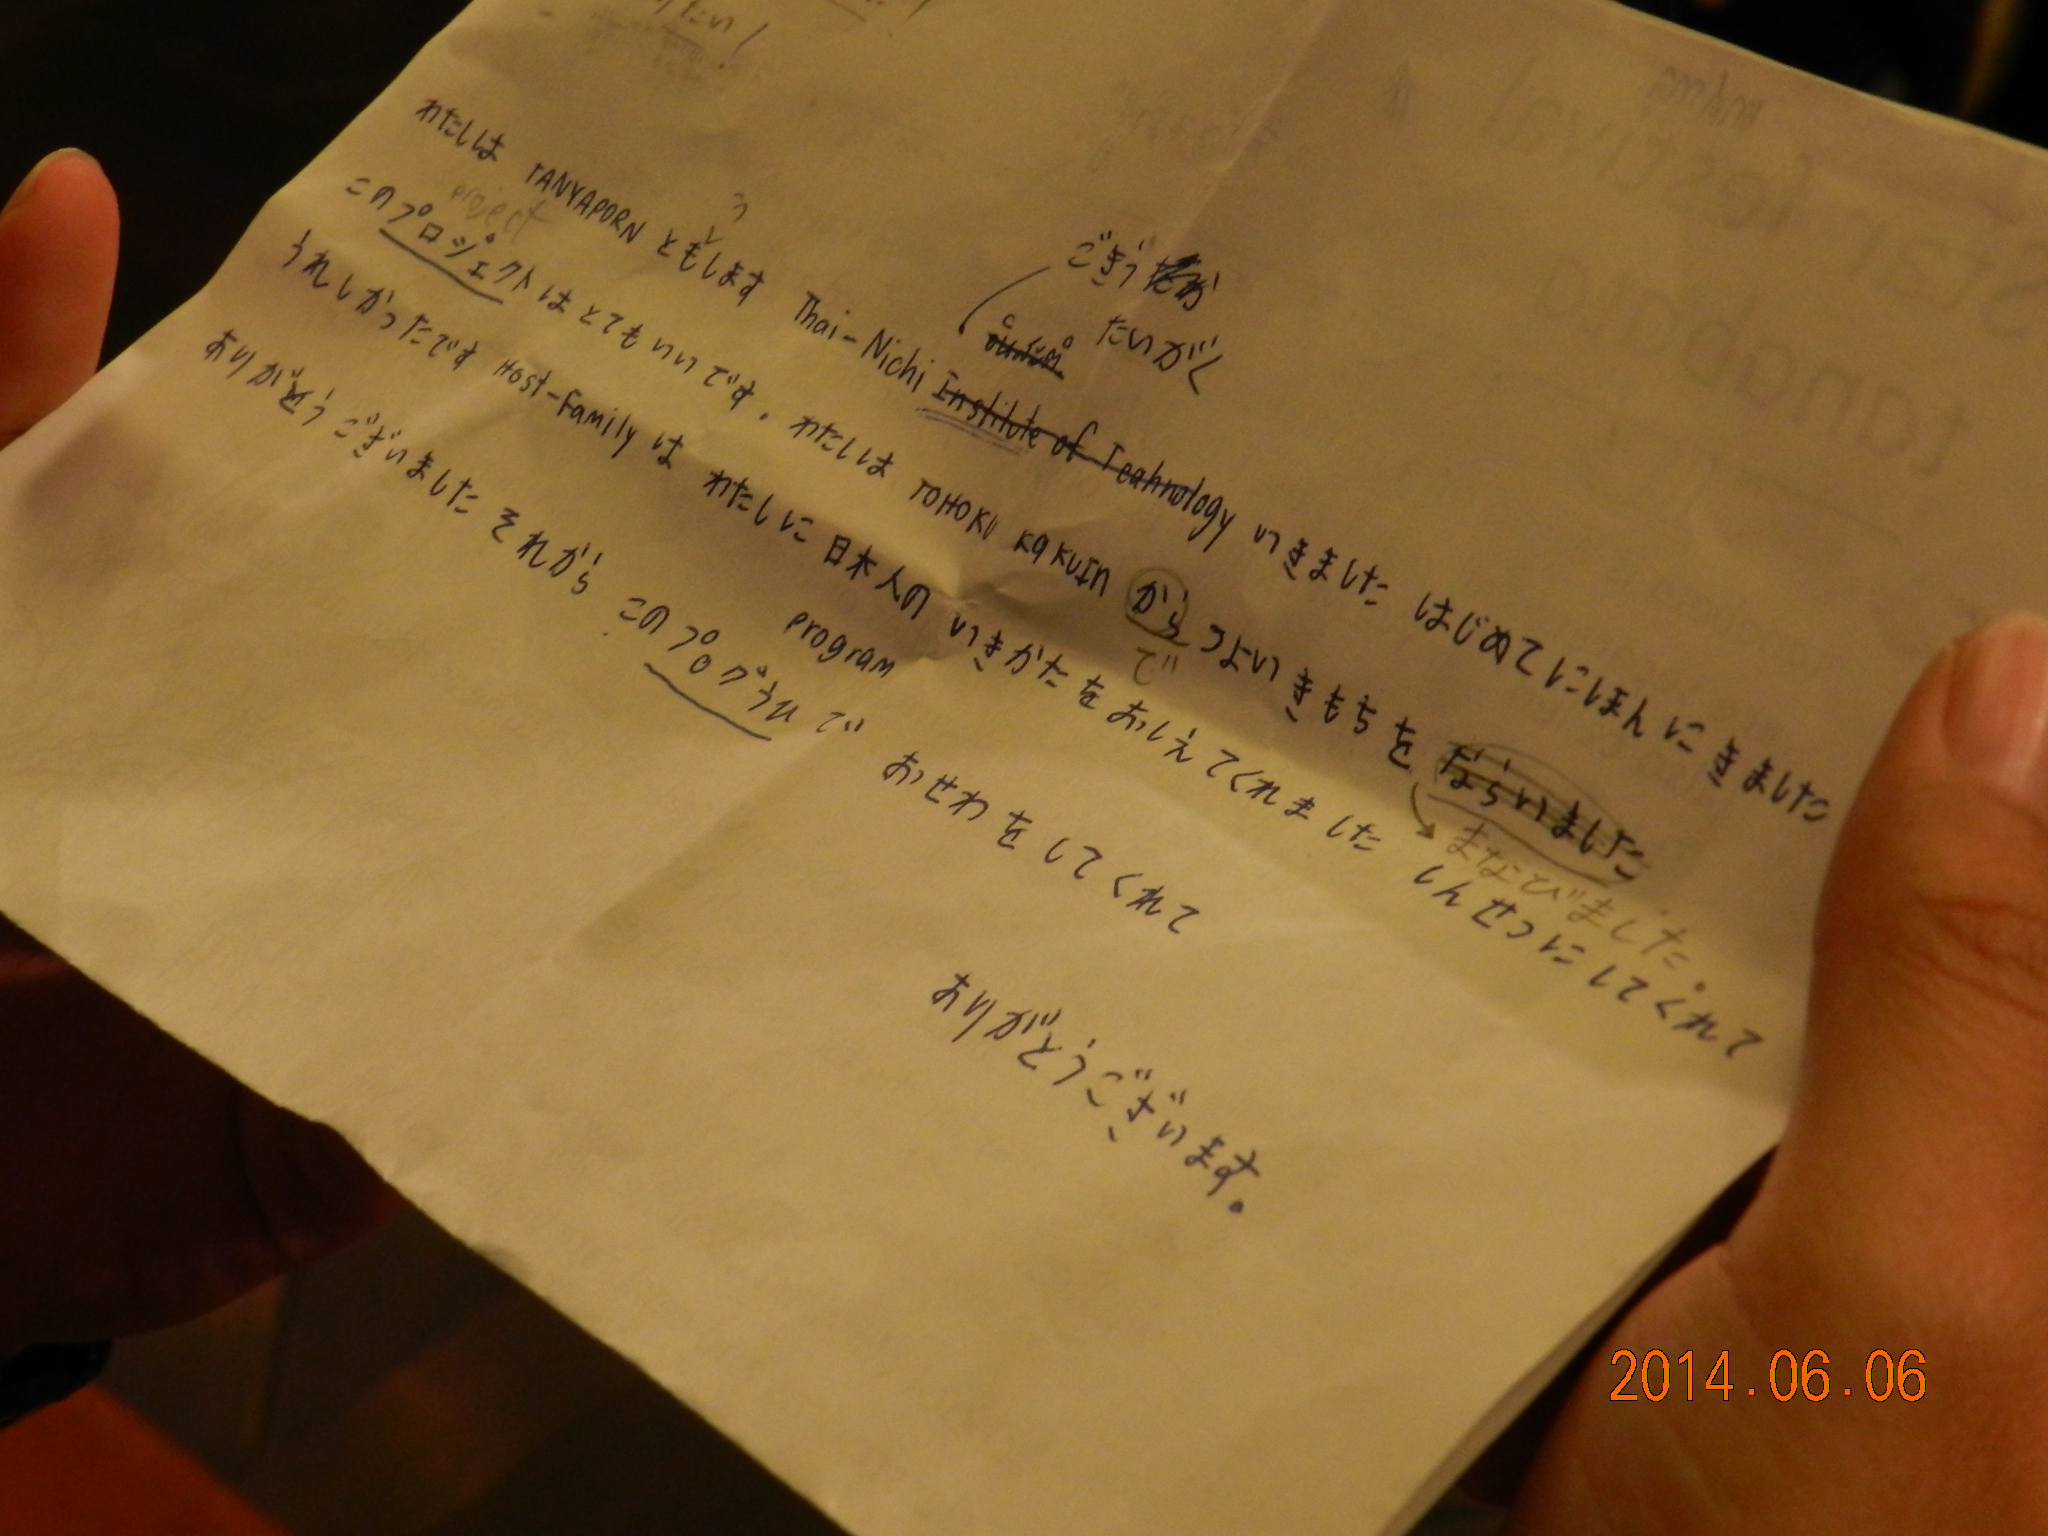 わたしは TANYAPORN ともします Thai-Nichi Institute of Teahnology いきました はじめてにほんにきました
う
ごぎう
たいがく
project
このプロジェクトはとてもいいです。わたしは TOHOKU KAKUIN から つよい きもちを ならいました
で
まなびました。
うれしかったです Host-Family は わたしに 日本人の いきかたを おしえてくれました しんせつにしてくれて
ありがとうございました それから このプログラム で おせわを してくれて
program
ありがとうございます。
Star festival
tanabata
2014.06.06